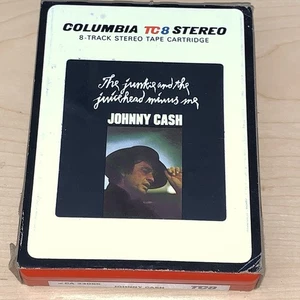 COLUMBIA TC8 STEREO
8-TRACK STEREO TAPE CARTRIDGE
The junkie and the
juicehead minus me
JOHNNY CASH
JOHNNY CASH TC8